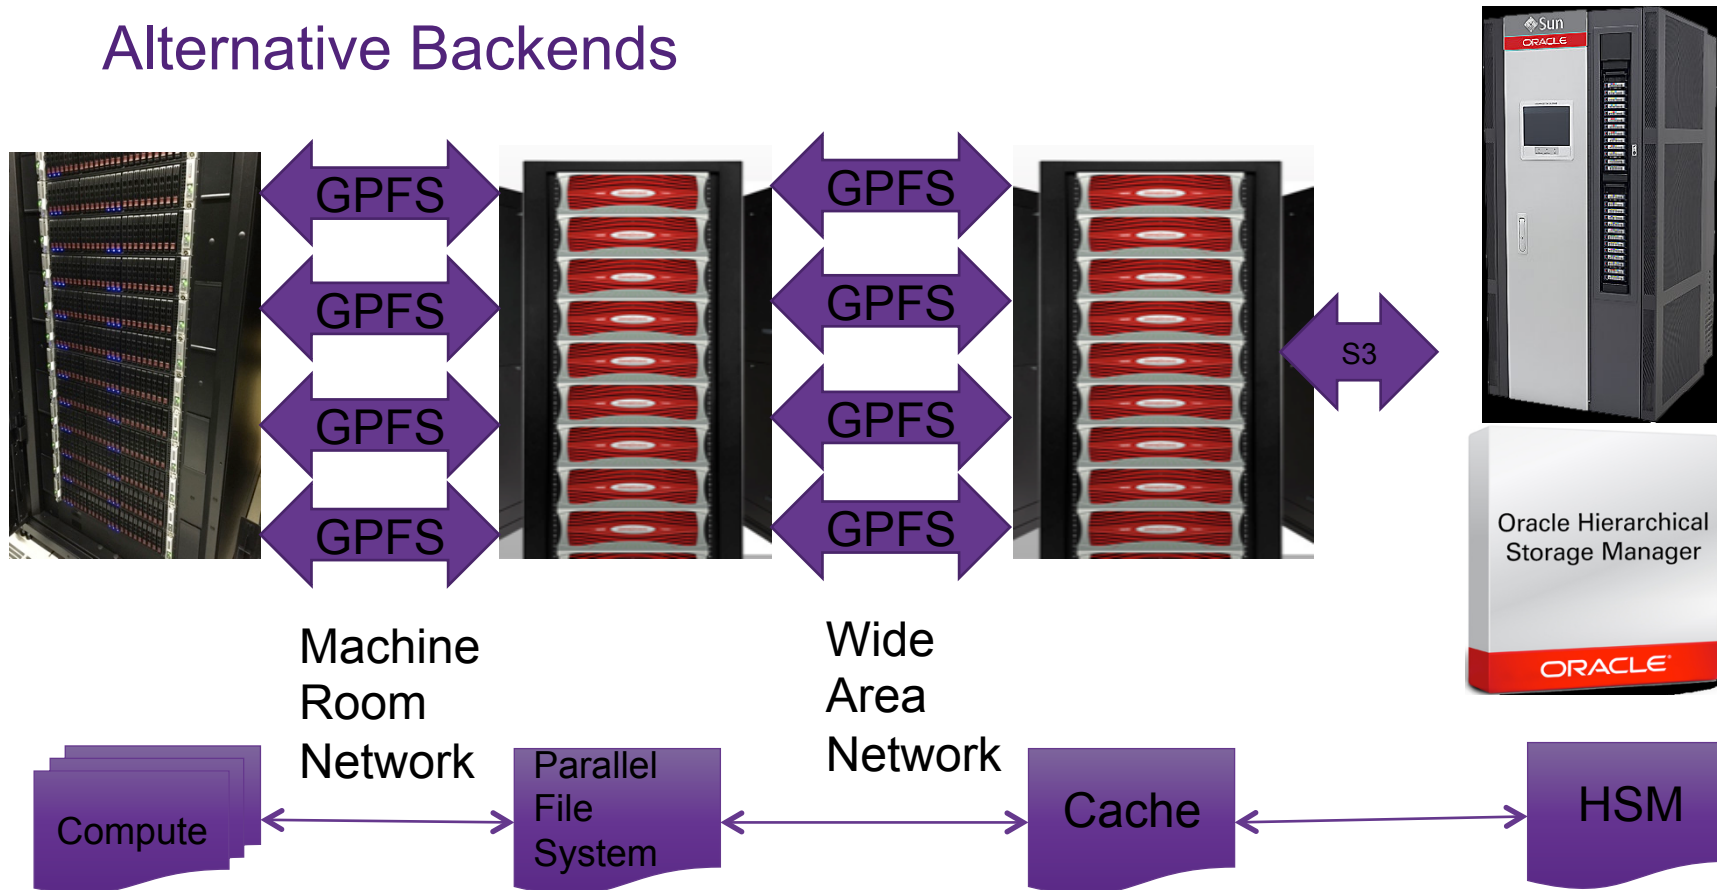 Alternative Backends
Sun
ORACLE
GPFS
GPFS
GPFS
GPFS
GPFS
GPFS
GPFS
GPFS
S3
Oracle Hierarchical
Storage Manager
ORACLE
Machine
Room
Network
Wide
Area
Network
Compute
Parallel
File
System
Cache
HSM